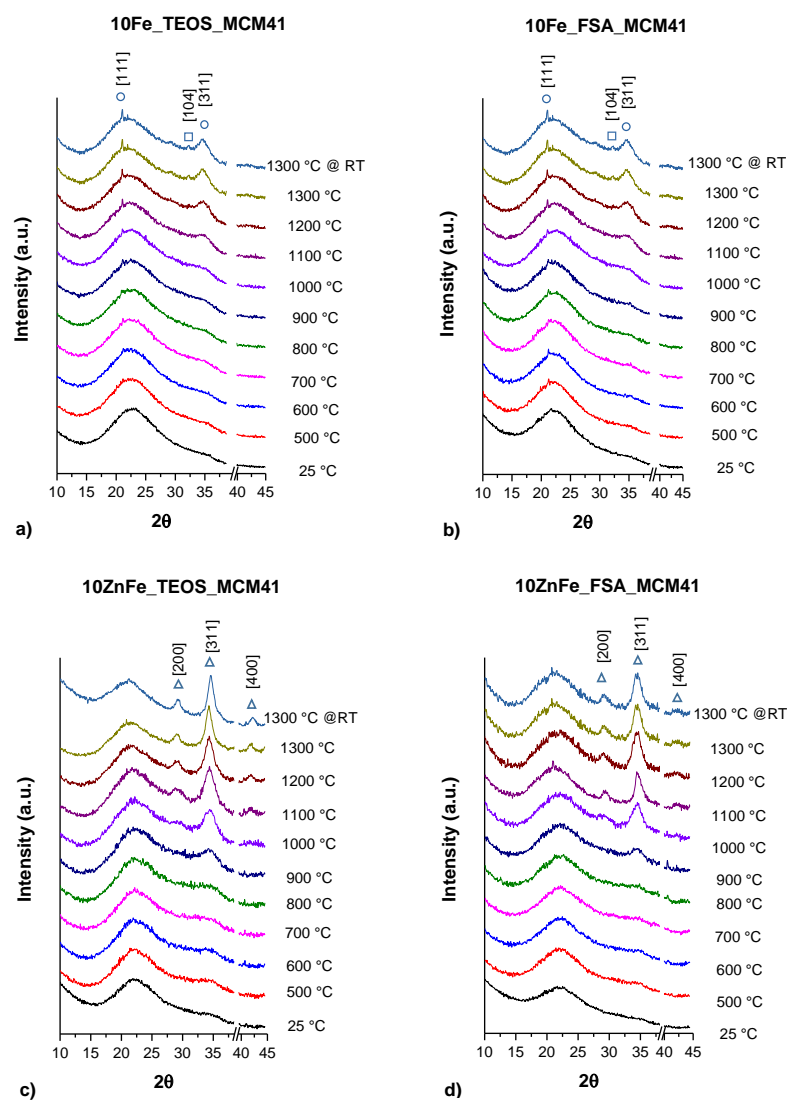 10Fe_TEOS_MCM41
[111]
[104]
[311]
1300 °C @ RT
1300 °C
1200 °C
1100 °C
1000 °C
900 °C
800 °C
700 °C
600 °C
500 °C
25 °C
Intensity (a.u.)
10 15 20 25 30 35 40 45
2θ
a)
10Fe_FSA_MCM41
[111]
[104]
[311]
1300 °C @ RT
1300 °C
1200 °C
1100 °C
1000 °C
900 °C
800 °C
700 °C
600 °C
500 °C
25 °C
Intensity (a.u.)
10 15 20 25 30 35 40 45
2θ
b)
10ZnFe_TEOS_MCM41
[200]
[311]
[400]
1300 °C @RT
1300 °C
1200 °C
1100 °C
1000 °C
900 °C
800 °C
700 °C
600 °C
500 °C
25 °C
Intensity (a.u.)
10 15 20 25 30 35 40 45
2θ
c)
10ZnFe_FSA_MCM41
[200]
[311]
[400]
1300 °C @RT
1300 °C
1200 °C
1100 °C
1000 °C
900 °C
800 °C
700 °C
600 °C
500 °C
25 °C
Intensity (a.u.)
10 15 20 25 30 35 40 45
2θ
d)